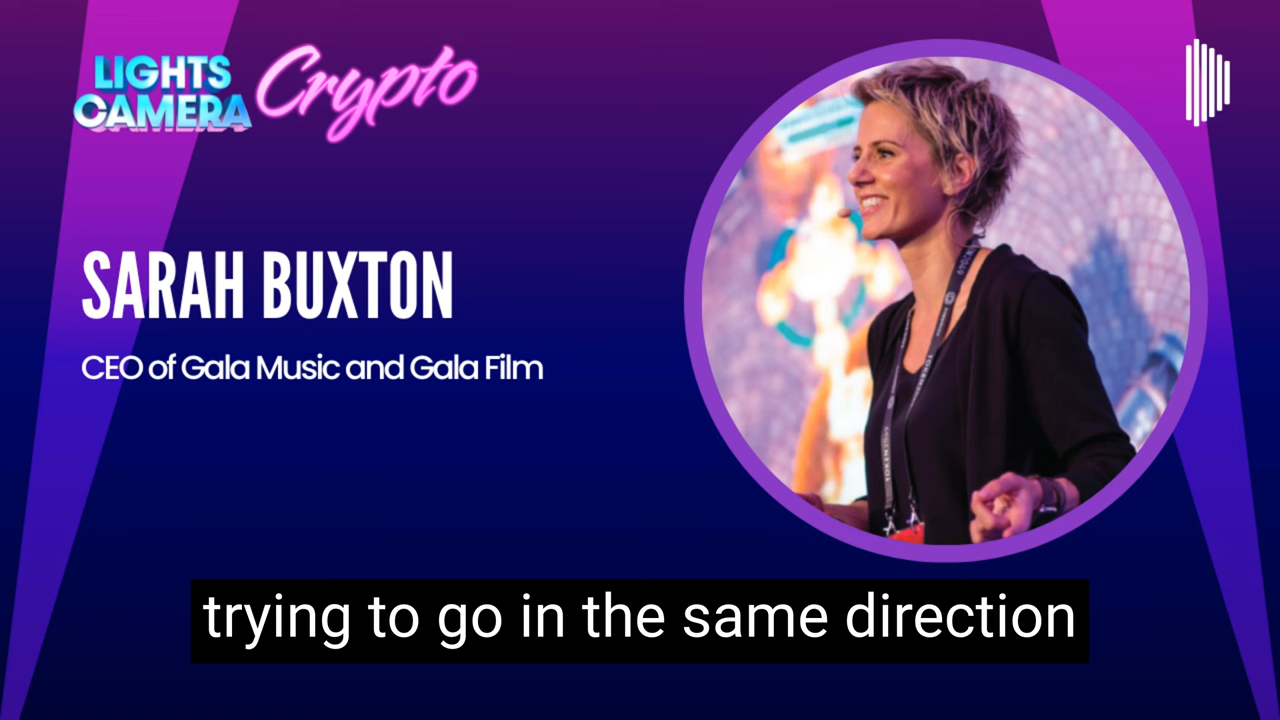 LIGHTS
CAMERA
Crypto
SARAH BUXTON
CEO of Gala Music and Gala Film
trying to go in the same direction